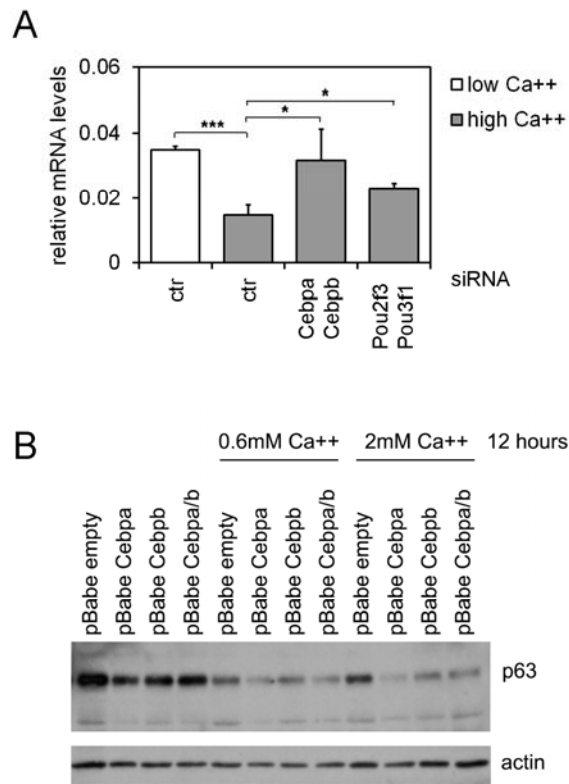 A
relative mRNA levels
0.06
0.04
0.02
0
***
*
*
low Ca++
high Ca++
ctr
ctr
Cebpa
Cebpb
Pou2f3
Pou3f1
siRNA
B
0.6mM Ca++
2mM Ca++
12 hours
pBabe empty
pBabe Cebpa
pBabe Cebpb
pBabe Cebpa/b
pBabe empty
pBabe Cebpa
pBabe Cebpb
pBabe Cebpa/b
pBabe empty
pBabe Cebpa
pBabe Cebpb
pBabe Cebpa/b
p63
actin